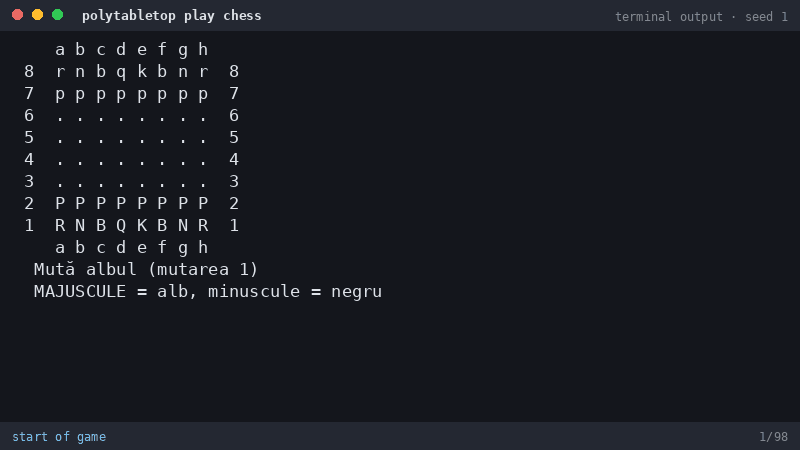 polytabletop play chess
terminal output · seed 1
a b c d e f g h
8 r n b q k b n r 8
7 p p p p p p p p 7
6 . . . . . . . . 6
5 . . . . . . . . 5
4 . . . . . . . . 4
3 . . . . . . . . 3
2 P P P P P P P P 2
1 R N B Q K B N R 1
a b c d e f g h
Mută albul (mutarea 1)
MAJUSCULE = alb, minuscule = negru
start of game
1/98